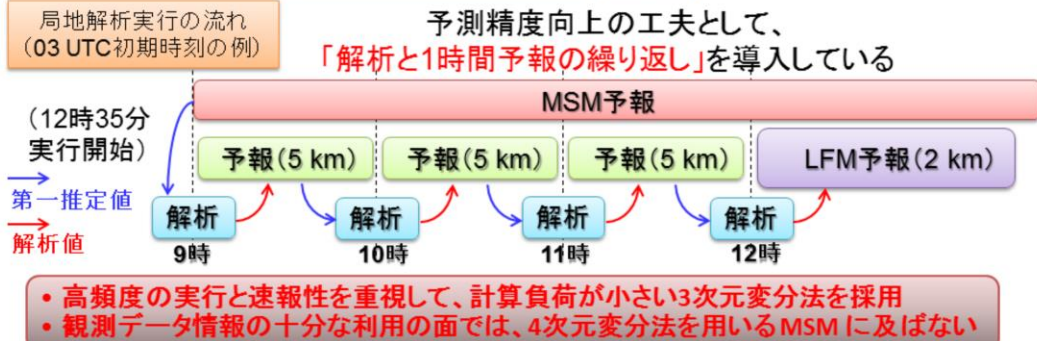 局地解析実行の流れ
（03 UTC初期時刻の例）
予測精度向上の工夫として、
「解析と1時間予報の繰り返し」を導入している
MSM予報
（12時35分
実行開始）
予報（5 km）
予報（5 km）
予報（5 km）
LFM予報（2 km）
第一推定値
解析値
解析
解析
解析
解析
9時
10時
11時
12時
• 高頻度の実行と速報性を重視して、計算負荷が小さい3次元変分法を採用
• 観測データ情報の十分な利用の面では、4次元変分法を用いるMSM に及ばない